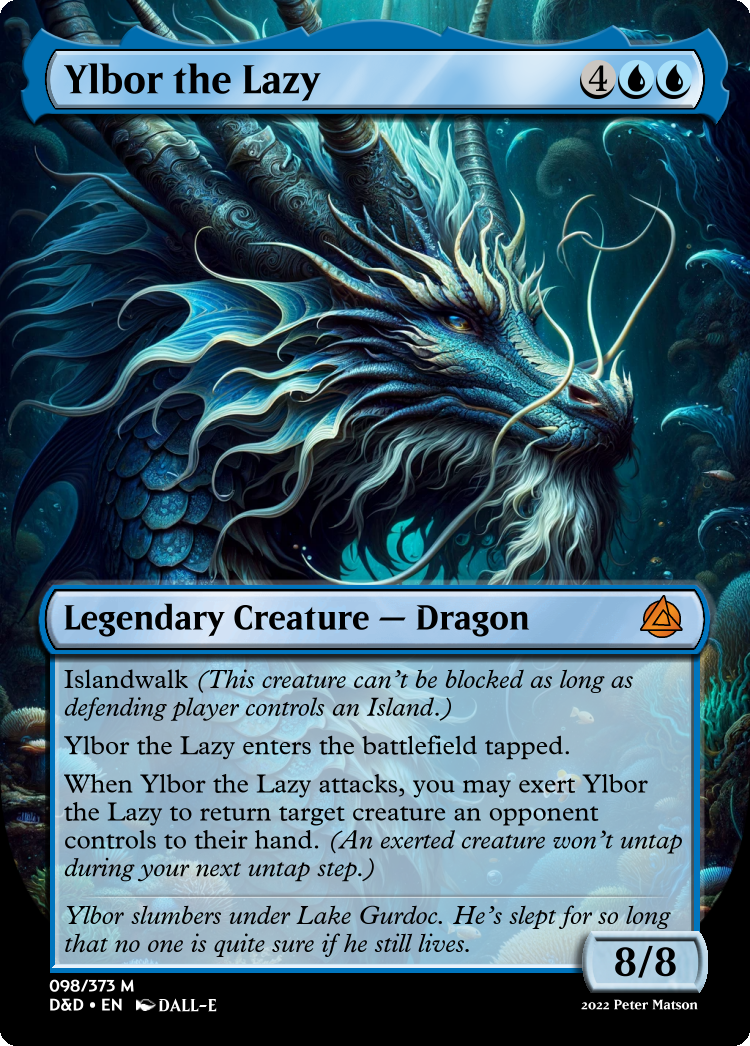 Ylbor the Lazy 4
Legendary Creature — Dragon
Islandwalk (This creature can't be blocked as long as
defending player controls an Island.)
Ylbor the Lazy enters the battlefield tapped.
When Ylbor the Lazy attacks, you may exert Ylbor
the Lazy to return target creature an opponent
controls to their hand. (An exerted creature won't untap
during your next untap step.)
Ylbor slumbers under Lake Gurdoc. He's slept for so long
that no one is quite sure if he still lives.
8/8
098/373 M
D&D • EN DALL-E
2022 Peter Matson